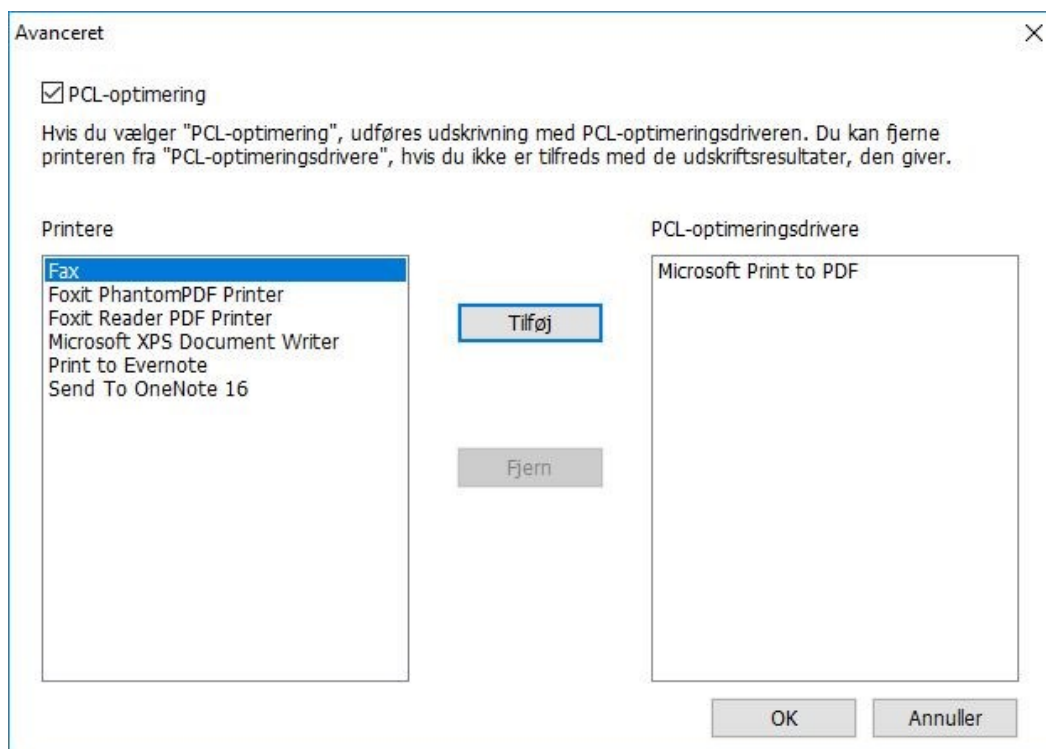 Avanceret
PCL-optimering
Hvis du vælger "PCL-optimering", udføres udskrivning med PCL-optimeringsdriveren. Du kan fjerne
printeren fra "PCL-optimeringsdrivere", hvis du ikke er tilfreds med de udskriftsresultater, den giver.
Printere
Fax
Foxit PhantomPDF Printer
Foxit Reader PDF Printer
Microsoft XPS Document Writer
Print to Evernote
Send To OneNote 16
Tilføj
Fjern
PCL-optimeringsdrivere
Microsoft Print to PDF
OK
Annuller